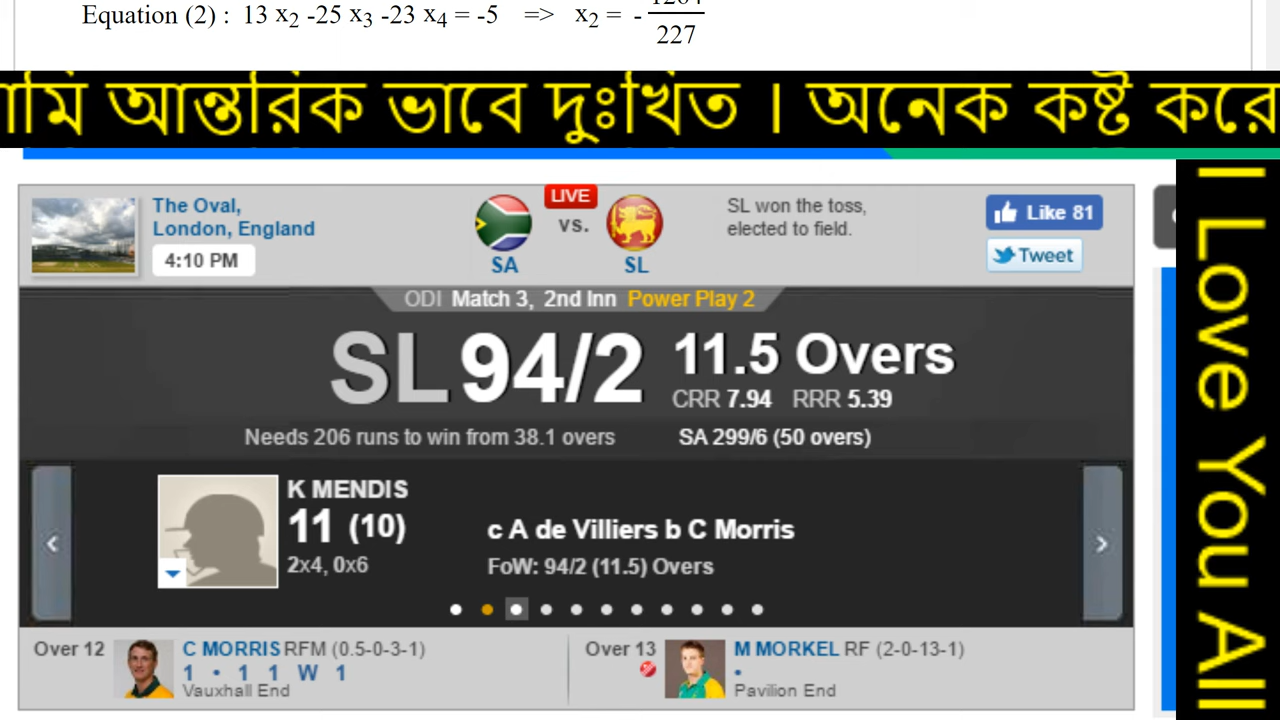 Equation (2) : 13 x2 -25 x3 -23 x4 = -5 => x2 = -
227
আন্তরিক ভাবে দুঃখিত । অনেক কষ্ট করে
The Oval,
London, England
4:10 PM
LIVE
vs.
SA
SL
SL won the toss,
elected to field.
Like 81
Tweet
ODI Match 3, 2nd Inn Power Play 2
SL 94/2
11.5 Overs
CRR 7.94 RRR 5.39
Needs 206 runs to win from 38.1 overs
SA 299/6 (50 overs)
K MENDIS
11 (10)
2x4, 0x6
c A de Villiers b C Morris
FoW: 94/2 (11.5) Overs
Over 12
C MORRIS RFM (0.5-0-3-1)
1 • 1 1 W 1
Vauxhall End
Over 13
M MORKEL RF (2-0-13-1)
•
Pavilion End
I Love You All